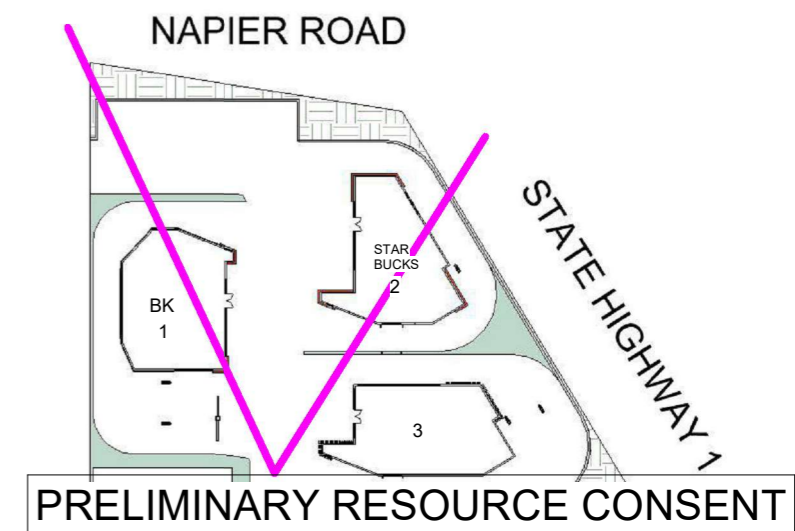 NAPIER ROAD
STATE HIGHWAY 1
STAR
BUCKS
2
BK
1
3
PRELIMINARY RESOURCE CONSENT